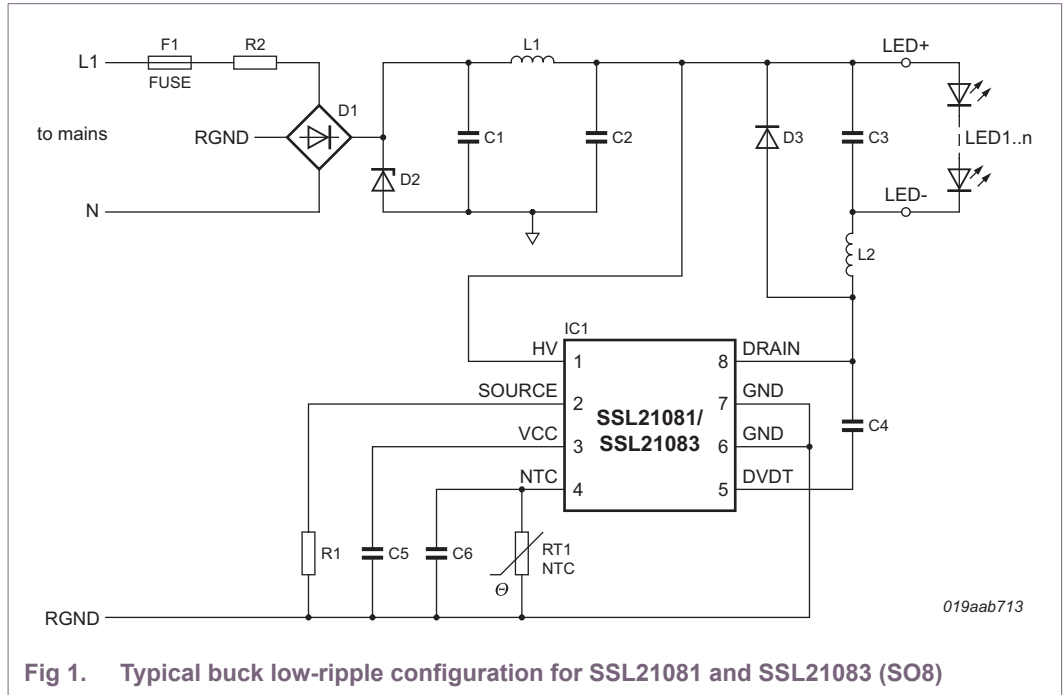 L1
F1
FUSE
R2
D1
to mains
RGND
N
D2
C1
L1
C2
D3
C3
LED+
LED1..n
LED-
L2
IC1
HV
1
8
DRAIN
SOURCE
2
7
GND
SSL21081/
SSL21083
VCC
3
6
GND
NTC
4
5
DVDT
C4
R1
C5
C6
RT1
NTC
Θ
RGND
019aab713
Fig 1. Typical buck low-ripple configuration for SSL21081 and SSL21083 (SO8)